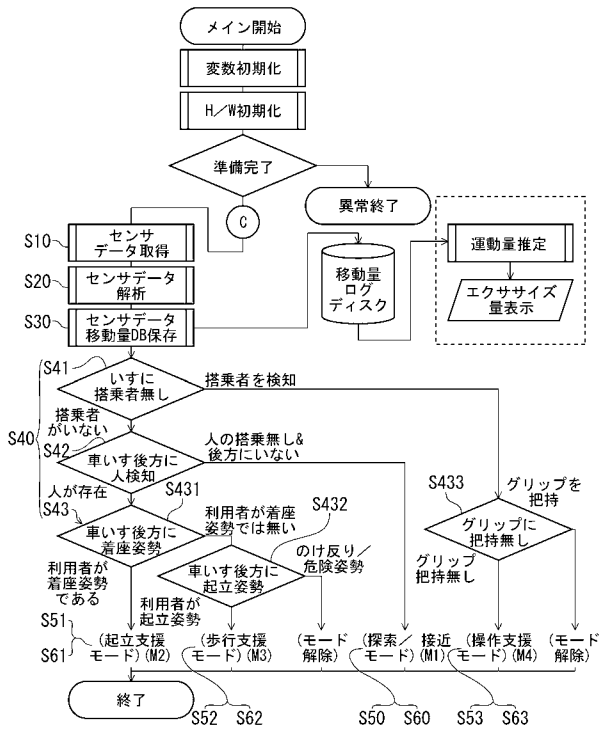 メイン開始
変数初期化
H/W初期化
準備完了
異常終了
C
S10
センサ
データ取得
S20
センサデータ
解析
S30
センサデータ
移動量DB保存
移動量
ログ
ディスク
運動量推定
エクササイズ
量表示
S40
S41
いすに
搭乗者無し
搭乗者を検知
搭乗者
がいない
S42
車いす後方に
人検知
人の搭乗無し&
後方にいない
人が存在
S43
S431
車いす後方に
着座姿勢
利用者が着座
姿勢では無い
S432
車いす後方に
起立姿勢
のけ反り/
危険姿勢
S433
グリップに
把持無し
グリップを
把持
グリップ
把持無し
利用者が
着座姿勢
である
利用者が
起立姿勢
S51
S61
(起立支援
モード)(M2)
(歩行支援
モード)(M3)
(モード
解除)
(探索/ 接近
モード)(M1)
(操作支援
モード)(M4)
(モード
解除)
終了
S52
S62
S50
S60
S53
S63